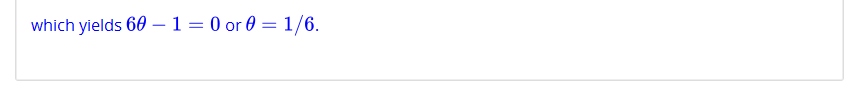 which yields 6θ − 1 = 0 or θ = 1/6.